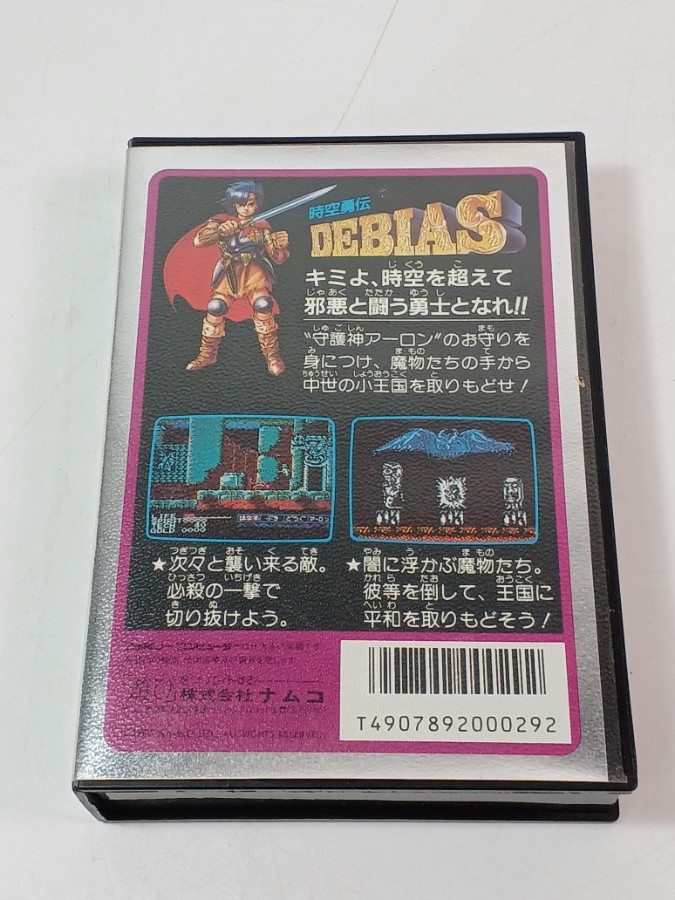 時空勇伝
DEBIAS
キミよ、時空を超えて
邪悪と闘う勇士となれ!!
"守護神アーロン"のお守りを
身につけ、魔物たちの手から
中世の小王国を取りもどせ！
★次々と襲い来る敵。
必殺の一撃で
切り抜けよう。
★闇に浮かぶ魔物たち。
彼等を倒して、王国に
平和を取りもどそう！
株式会社ナムコ
ALL RIGHTS RESERVED
T4907892000292